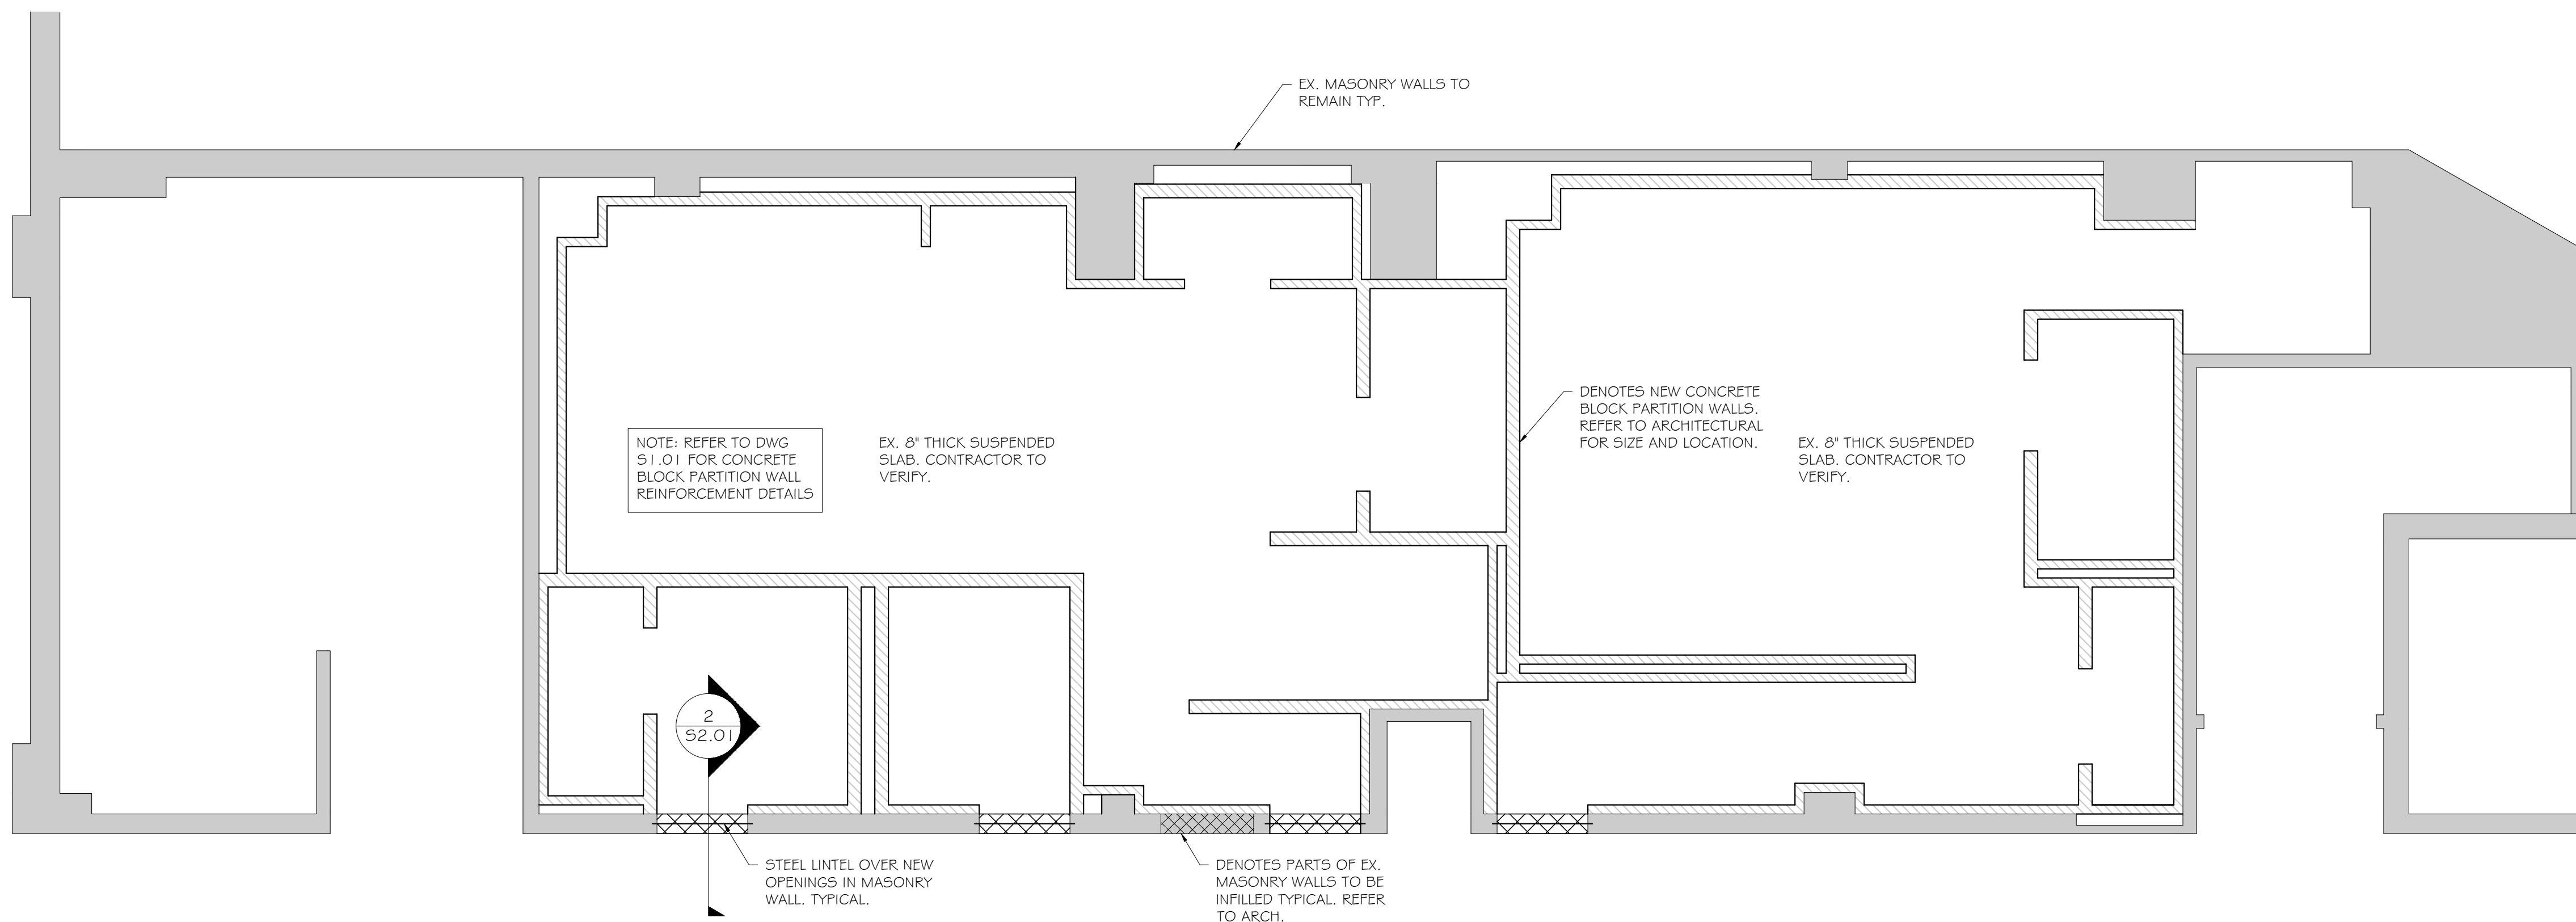 EX. MASONRY WALLS TO
REMAIN TYP.
DENOTES NEW CONCRETE
BLOCK PARTITION WALLS.
REFER TO ARCHITECTURAL
FOR SIZE AND LOCATION.
NOTE: REFER TO DWG
S1.01 FOR CONCRETE
BLOCK PARTITION WALL
REINFORCEMENT DETAILS
EX. 8" THICK SUSPENDED
SLAB. CONTRACTOR TO
VERIFY.
EX. 8" THICK SUSPENDED
SLAB. CONTRACTOR TO
VERIFY.
2
S2.01
STEEL LINTEL OVER NEW
OPENINGS IN MASONRY
WALL. TYPICAL.
DENOTES PARTS OF EX.
MASONRY WALLS TO BE
INFILLED TYPICAL. REFER
TO ARCH.